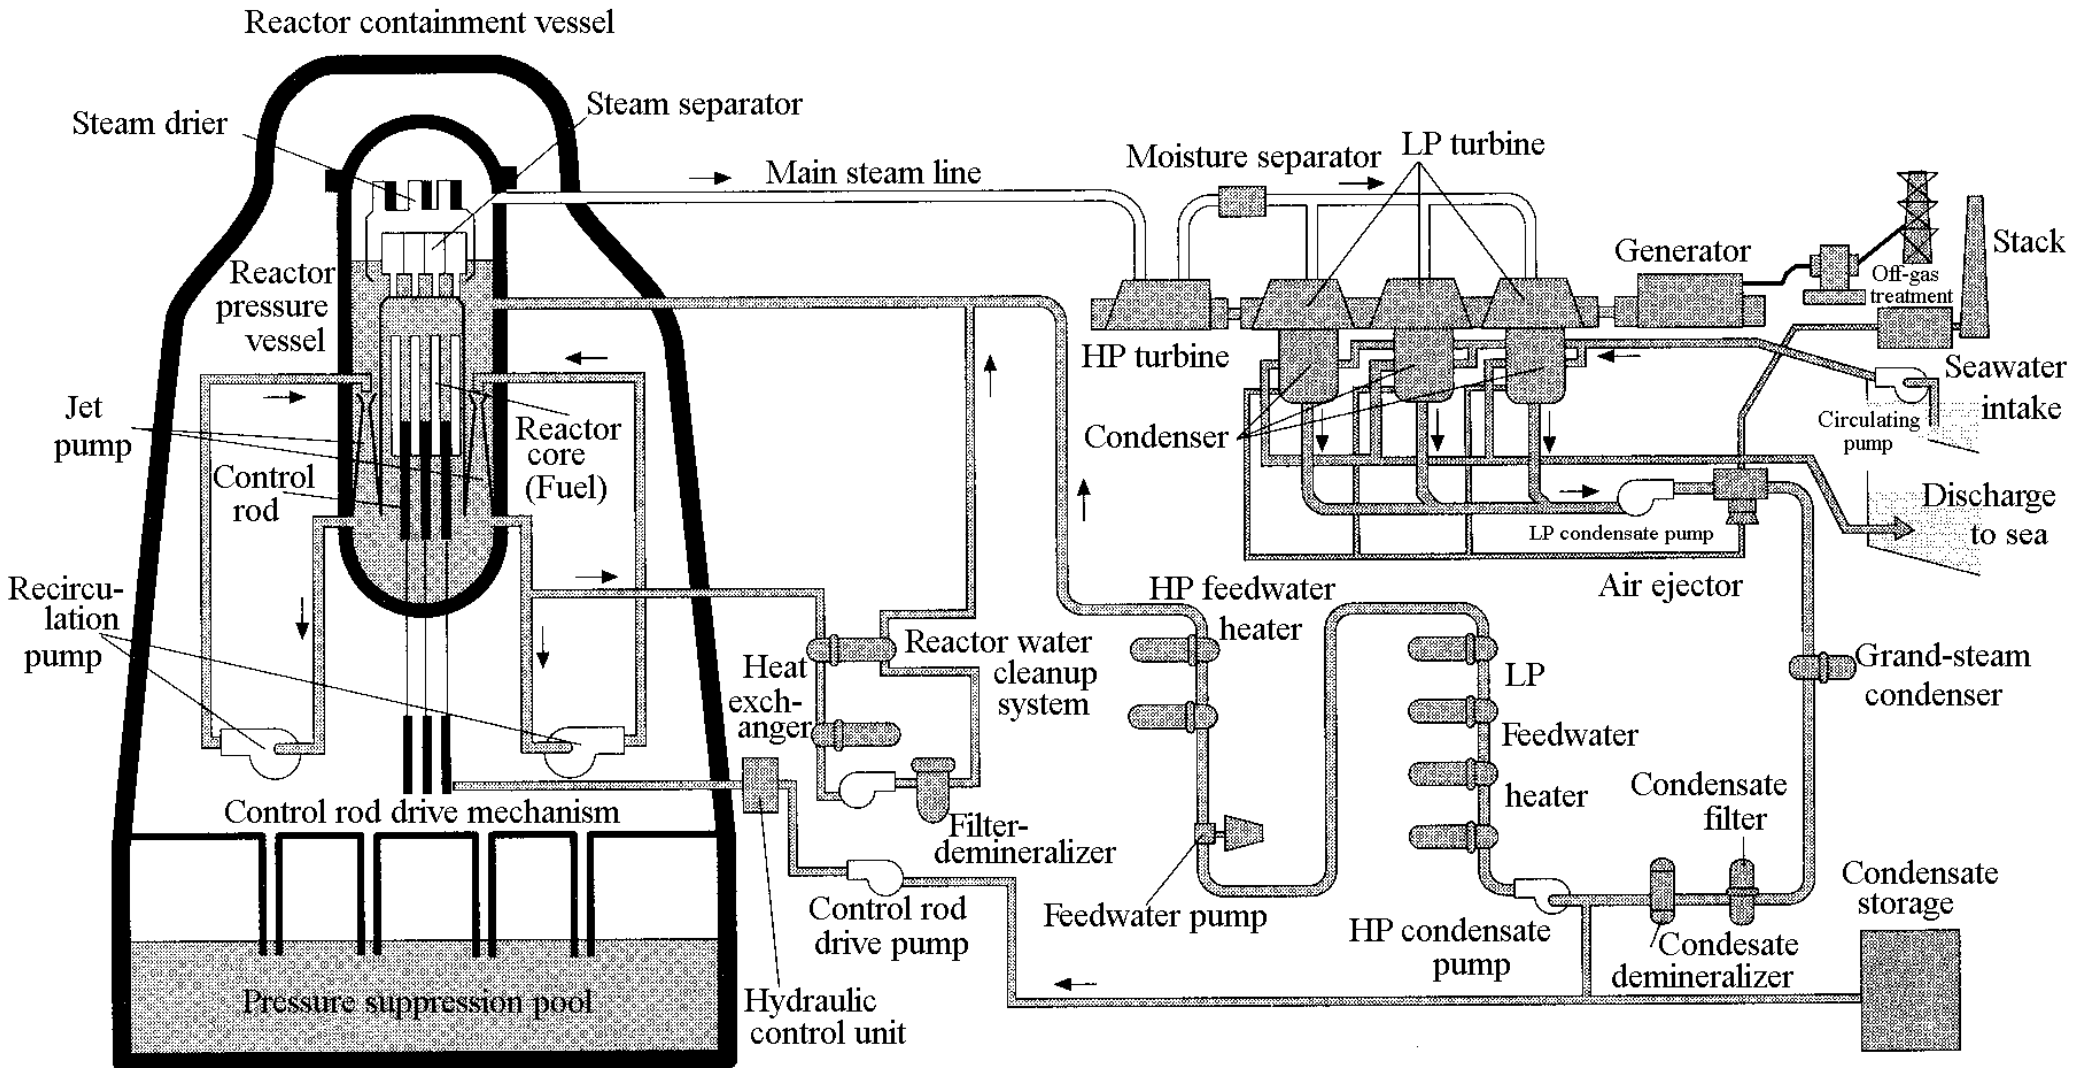 Reactor containment vessel
Steam drier
Steam separator
Main steam line
Moisture separator
LP turbine
Generator
Stack
Off-gas
treatment
Reactor
pressure
vessel
HP turbine
Seawater
intake
Circulating
pump
Jet
pump
Reactor
core
(Fuel)
Control
rod
Condenser
LP condensate pump
Discharge
to sea
Air ejector
Recircu-
lation
pump
HP feedwater
heater
Reactor water
cleanup
system
Heat
exch-
anger
LP
Feedwater
heater
Grand-steam
condenser
Condensate
filter
Control rod drive mechanism
Filter-
demineralizer
Feedwater pump
Control rod
drive pump
HP condensate
pump
Condesate
demineralizer
Condensate
storage
Pressure suppression pool
Hydraulic
control unit